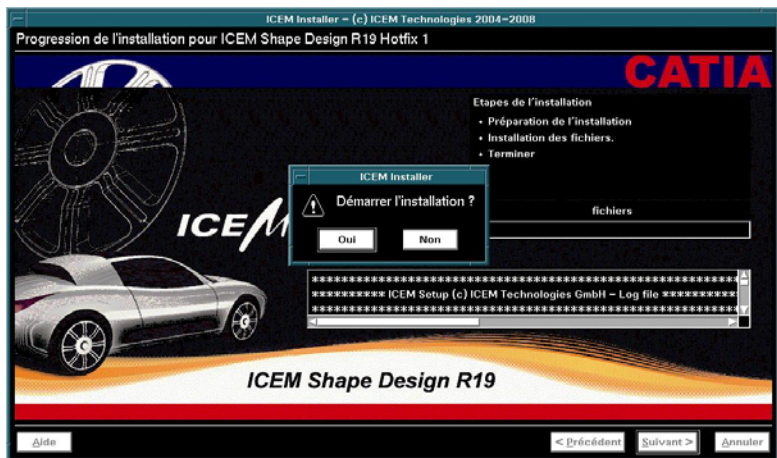 ICEM Installer – (c) ICEM Technologies 2004–2008
Progression de l'installation pour ICEM Shape Design R19 Hotfix 1
CATIA
Etapes de l'installation
• Préparation de l'installation
• Installation des fichiers.
• Terminer
ICEM Installer
Démarrer l'installation ?
Oui Non
ICEM
fichiers
**********************************************************
********** ICEM Setup (c) ICEM Technologies GmbH – Log file **********
**********************************************************
ICEM Shape Design R19
Aide < Précédent Suivant > Annuler